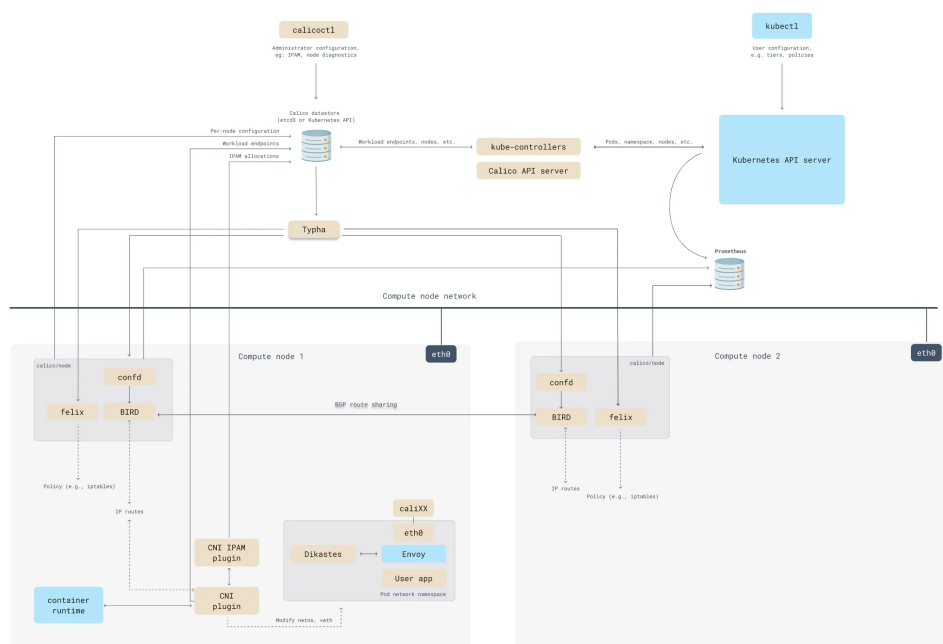 calicoctl
kubectl
Administrator configuration,
eg: IPAM, node diagnostics
User configuration,
e.g. tiers, policies
Calico datastore
(etcd3 or Kubernetes API)
Per-node configuration
Workload endpoints
IPAM allocations
Workload endpoints, nodes, etc.
kube-controllers
Pods, namespace, nodes, etc.
Calico API server
Kubernetes API server
Typha
Prometheus
Compute node network
eth0
eth0
Compute node 1
calico/node
confd
felix
BIRD
BGP route sharing
Compute node 2
calico/node
confd
BIRD
felix
Policy (e.g., iptables)
IP routes
IP routes
Policy (e.g., iptables)
caliXX
eth0
CNI IPAM
plugin
Dikastes
Envoy
User app
Pod network namespace
CNI
plugin
container
runtime
Modify netns, veth